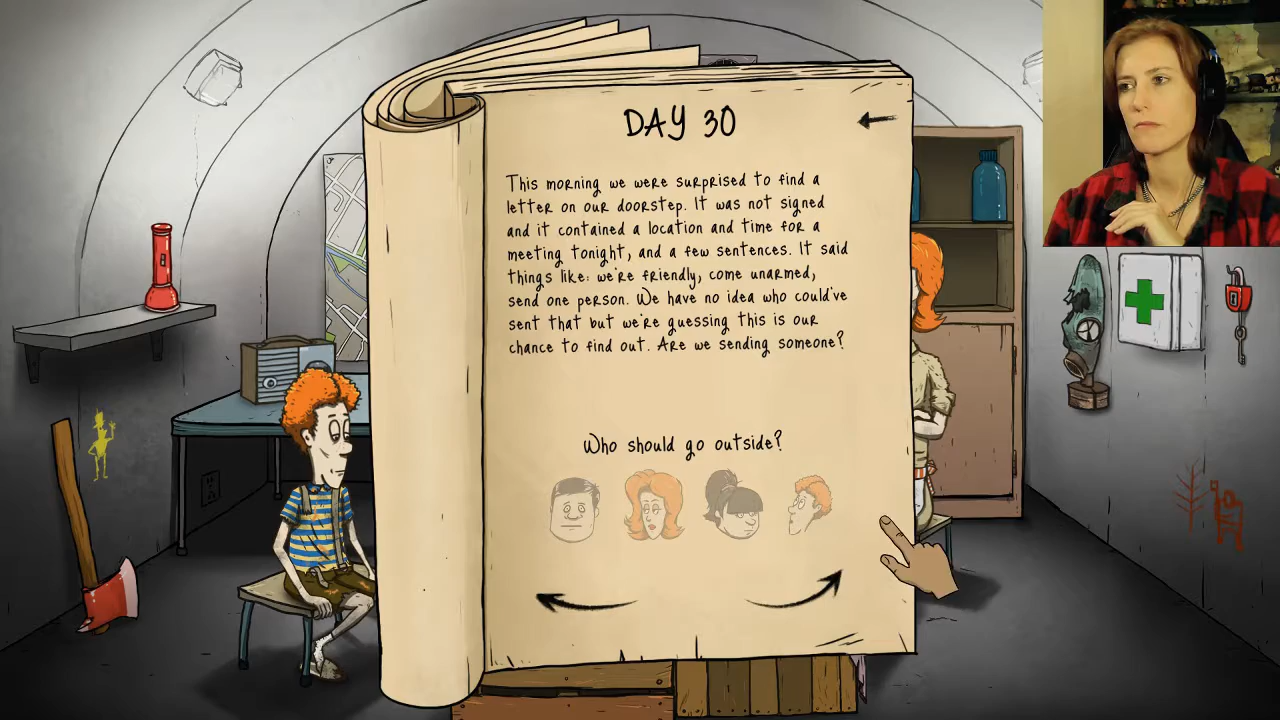 DAY 30
This morning we were surprised to find a
letter on our doorstep. It was not signed
and it contained a location and time for a
meeting tonight, and a few sentences. It said
things like: we're friendly, come unarmed,
send one person. We have no idea who could've
sent that but we're guessing this is our
chance to find out. Are we sending someone?
Who should go outside?